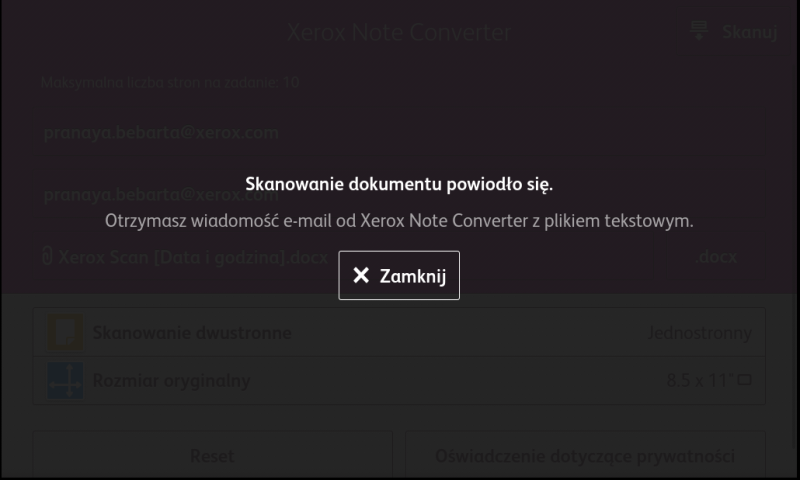 Xerox Note Converter
Skanuj
Maksymalna liczba stron na zadanie: 10
pranaya.bebarta@xerox.com
Skanowanie dokumentu powiodło się.
pranaya.bebarta@xerox.com
Otrzymasz wiadomość e-mail od Xerox Note Converter z plikiem tekstowym.
Xerox Scan [Data i godzina].docx
.docx
Zamknij
Skanowanie dwustronne
Jednostronny
Rozmiar oryginalny
8.5 x 11"
Reset
Oświadczenie dotyczące prywatności